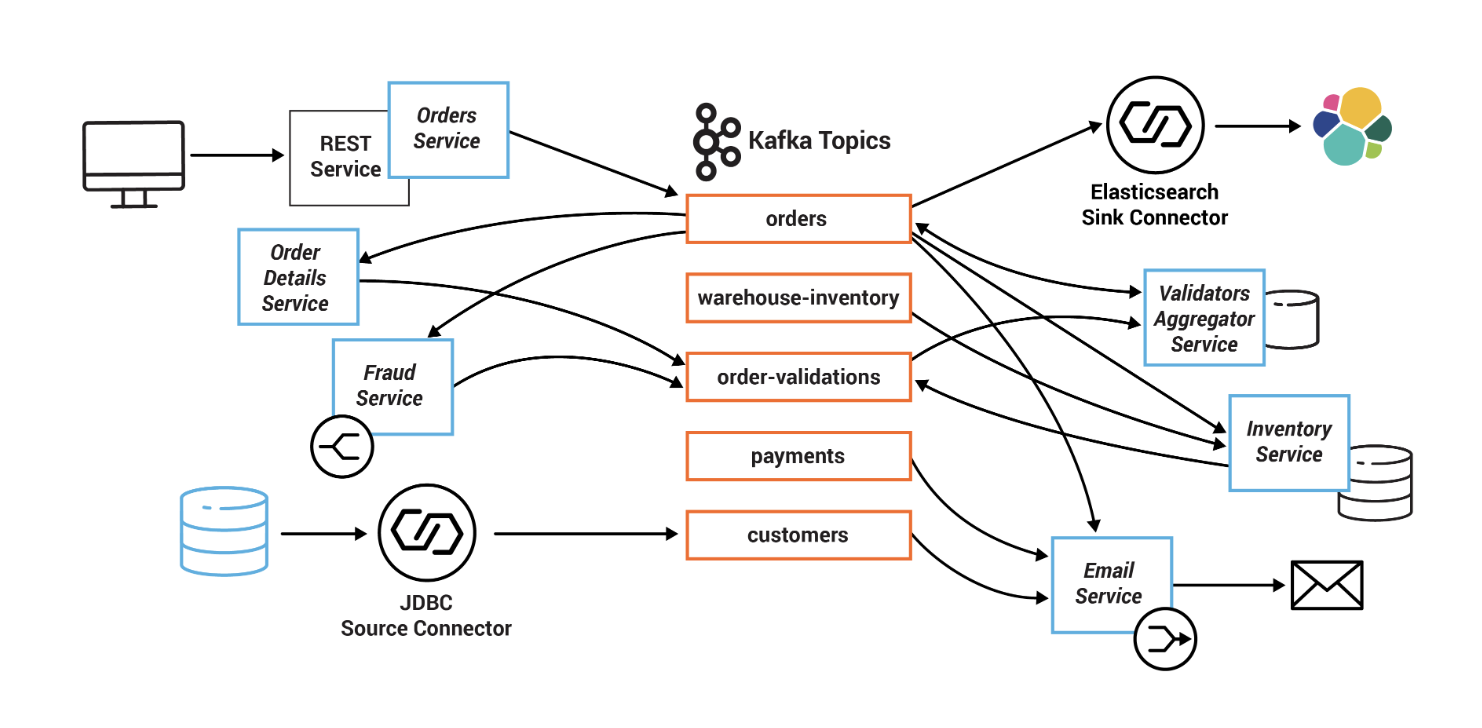 REST
Service
Orders
Service
Kafka Topics
Elasticsearch
Sink Connector
orders
Order
Details
Service
warehouse-inventory
Validators
Aggregator
Service
Fraud
Service
order-validations
Inventory
Service
payments
customers
JDBC
Source Connector
Email
Service